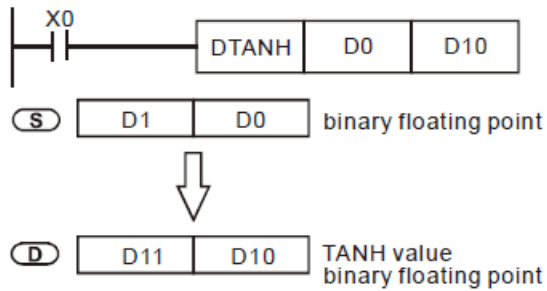 X0
DTANH D0 D10
S D1 D0 binary floating point
D D11 D10 TANH value
binary floating point